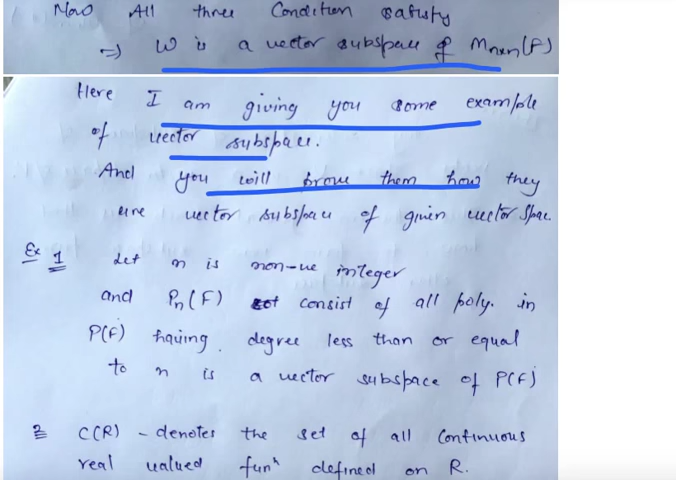 Now All three Condition satisfy
⇒ W is a vector subspace of Mnxn(F)
Here I am giving you some example
of vector subspace.
And you will prove them how they
are vector subspace of given vector space
Ex 1 Let n is non-ve integer
and Pn(F) consist of all poly. in
P(F) having degree less than or equal
to n is a vector subspace of P(F)
2 C(R) - denotes the set of all continuous
real valued funⁿ defined on R.